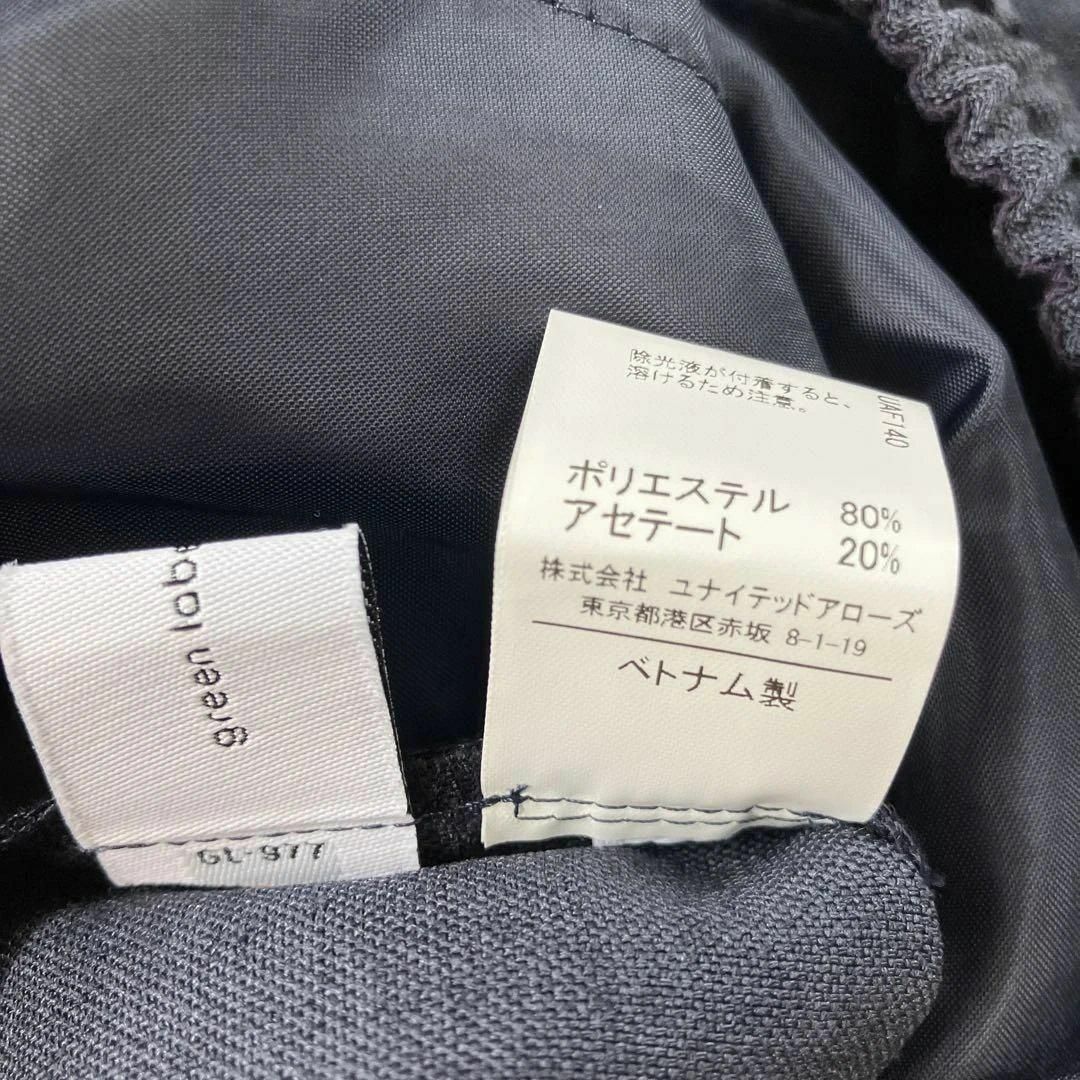 除光液が付着すると、
溶けるため注意。
UAF140
ポリエステル 80%
アセテート 20%
株式会社 ユナイテッドアローズ
東京都港区赤坂 8-1-19
ベトナム製
green
GL-977